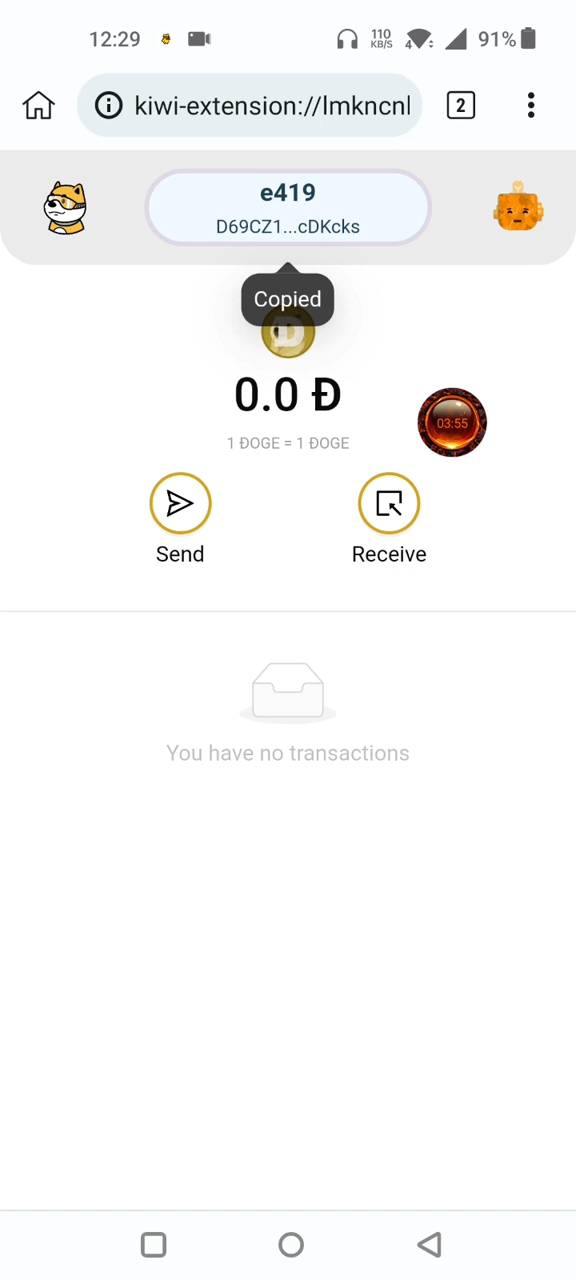 12:29
110
KB/S
4
91%
kiwi-extension://lmkncnl
2
e419
D69CZ1...cDKcks
Copied
0.0 Ð
03:55
1 ÐOGE = 1 ÐOGE
Send
Receive
You have no transactions